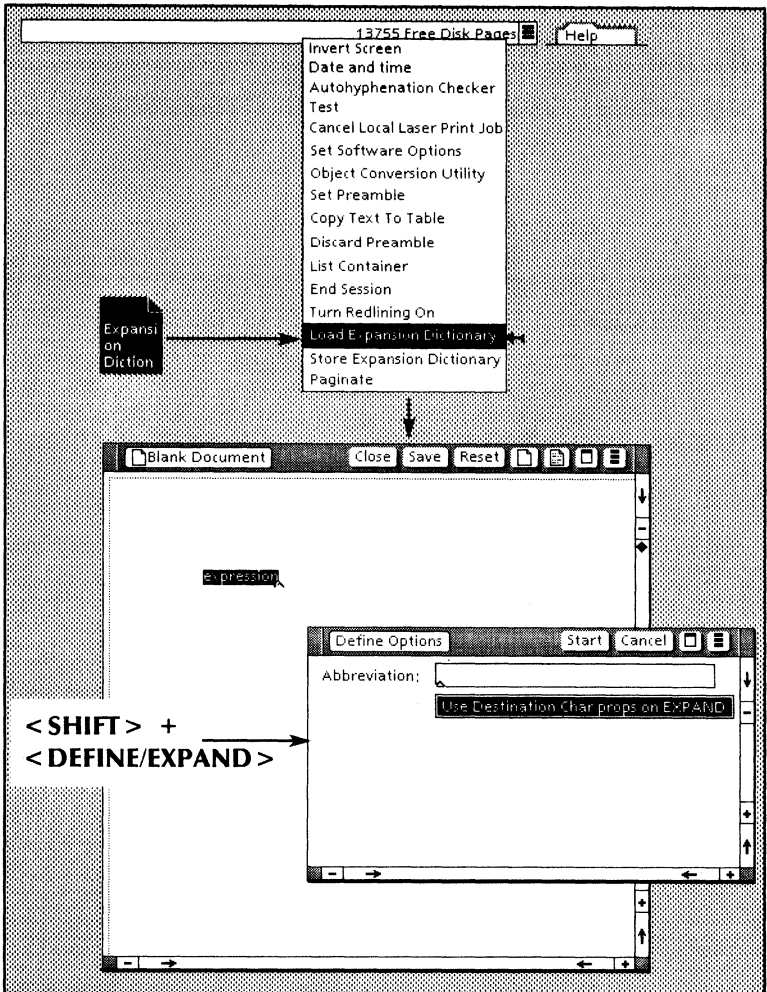 13755 Free Disk Pages Help
Invert Screen
Date and time
Autohyphenation Checker
Test
Cancel Local Laser Print Job
Set Software Options
Object Conversion Utility
Set Preamble
Copy Text To Table
Discard Preamble
List Container
End Session
Turn Redlining On
Load Expansion Dictionary
Store Expansion Dictionary
Paginate
Expansi
on
Diction
Blank Document Close Save Reset
expression
Define Options Start Cancel
Abbreviation:
Use Destination Char props on EXPAND
< SHIFT > +
< DEFINE/EXPAND >